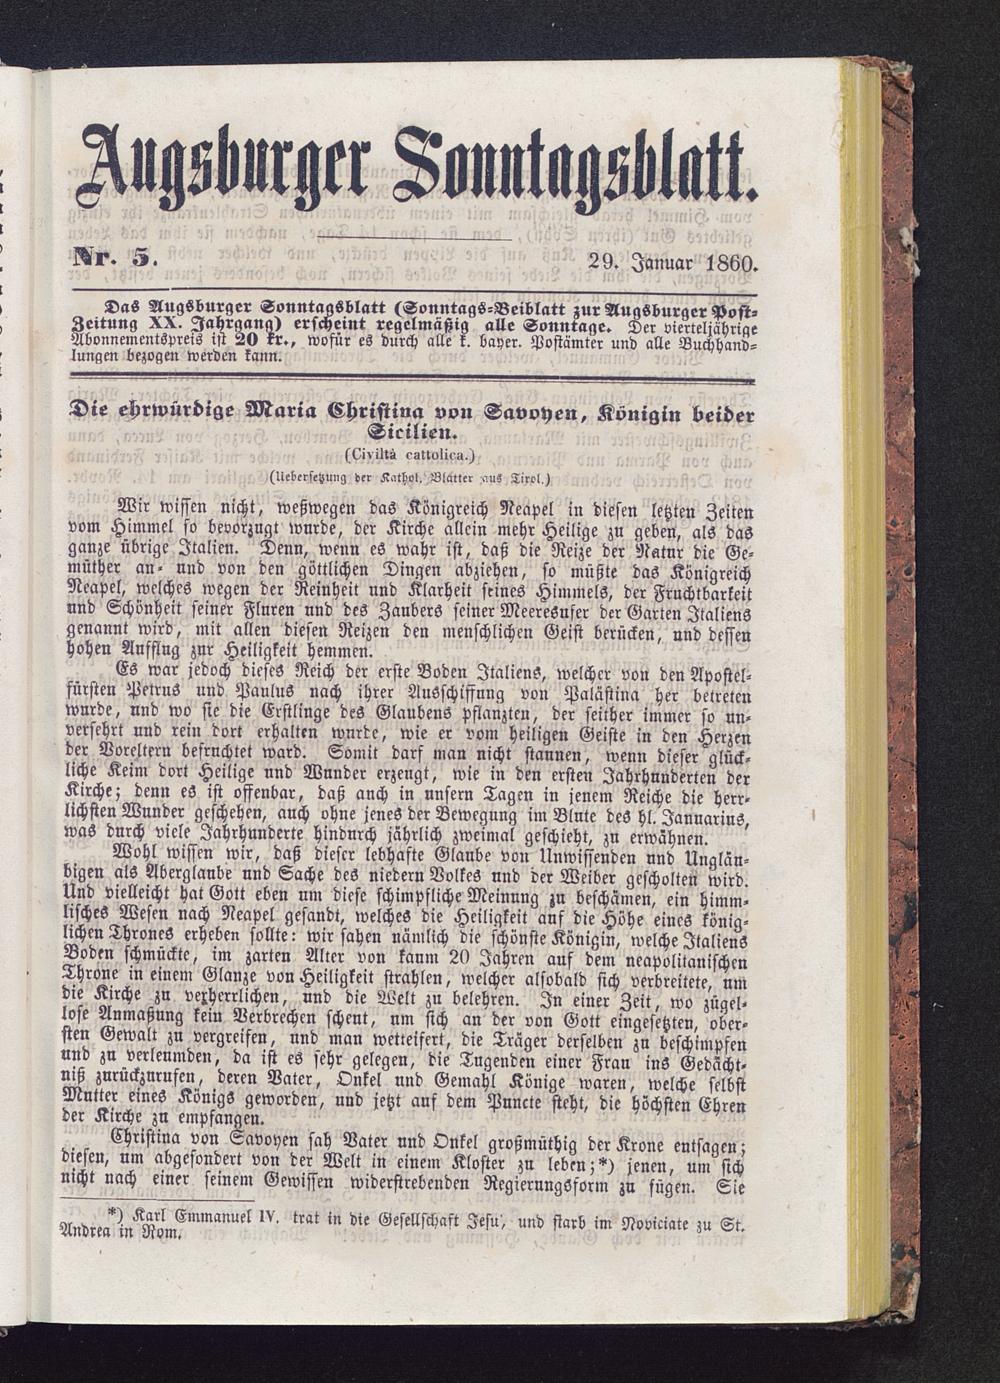 Augsburger Sonntagsblatt.
Nr. 5.
29. Januar 1860.
Das Augsburger Sonntagsblatt (Sonntags-Beiblatt zur Augsburger Post-
Zeitung XX. Jahrgang) erscheint regelmäßig alle Sonntage. Der vierteljährige
Abonnementspreis ist 20 kr., wofür es durch alle k. bayer. Postämter und alle Buchhand-
lungen bezogen werden kann.
Die ehrwürdige Maria Christina von Savoyen, Königin beider
Sicilien.
(Civiltà cattolica.)
(Uebersetzung der Kathol. Blätter aus Tirol.)
Wir wissen nicht, weßwegen das Königreich Neapel in diesen letzten Zeiten
vom Himmel so bevorzugt wurde, der Kirche allein mehr Heilige zu geben, als das
ganze übrige Italien. Denn, wenn es wahr ist, daß die Reize der Natur die Ge-
müther an- und von den göttlichen Dingen abziehen, so müßte das Königreich
Neapel, welches wegen der Reinheit und Klarheit seines Himmels, der Fruchtbarkeit
und Schönheit seiner Fluren und des Zaubers seiner Meeresufer der Garten Italiens
genannt wird, mit allen diesen Reizen den menschlichen Geist berücken, und dessen
hohen Aufflug zur Heiligkeit hemmen.
Es war jedoch dieses Reich der erste Boden Italiens, welcher von den Apostel-
fürsten Petrus und Paulus nach ihrer Ausschiffung von Palästina her betreten
wurde, und wo sie die Erstlinge des Glaubens pflanzten, der seither immer so un-
versehrt und rein dort erhalten wurde, wie er vom heiligen Geiste in den Herzen
der Voreltern befruchtet ward. Somit darf man nicht staunen, wenn dieser glück-
liche Keim dort Heilige und Wunder erzeugt, wie in den ersten Jahrhunderten der
Kirche; denn es ist offenbar, daß auch in unsern Tagen in jenem Reiche die herr-
lichsten Wunder geschehen, auch ohne jenes der Bewegung im Blute des hl. Januarius,
was durch viele Jahrhunderte hindurch jährlich zweimal geschieht, zu erwähnen.
Wohl wissen wir, daß dieser lebhafte Glaube von Unwissenden und Unglän-
bigen als Aberglaube und Sache des niedern Volkes und der Weiber gescholten wird.
Und vielleicht hat Gott eben um diese schimpfliche Meinung zu beschämen, ein himm-
lisches Wesen nach Neapel gesandt, welches die Heiligkeit auf die Höhe eines könig-
lichen Thrones erheben sollte: wir sahen nämlich die schönste Königin, welche Italiens
Boden schmückte, im zarten Alter von kaum 20 Jahren auf dem neapolitanischen
Throne in einem Glanze von Heiligkeit strahlen, welcher alsobald sich verbreitete, um
die Kirche zu verherrlichen, und die Welt zu belehren. In einer Zeit, wo zügel-
lose Anmaßung kein Verbrechen scheut, um sich an der von Gott eingesetzten, ober-
sten Gewalt zu vergreifen, und man wetteifert, die Träger derselben zu beschimpfen
und zu verleumden, da ist es sehr gelegen, die Tugenden einer Frau ins Gedächt-
niß zurückzurufen, deren Vater, Onkel und Gemahl Könige waren, welche selbst
Mutter eines Königs geworden, und jetzt auf dem Puncte steht, die höchsten Ehren
der Kirche zu empfangen.
Christina von Savoyen sah Vater und Onkel großmüthig der Krone entsagen;
diesen, um abgesondert von der Welt in einem Kloster zu leben;*) jenen, um sich
nicht nach einer seinem Gewissen widerstrebenden Regierungsform zu fügen. Sie
*) Karl Emmanuel IV. trat in die Gesellschaft Jesu, und starb im Noviciate zu St.
Andrea in Rom.